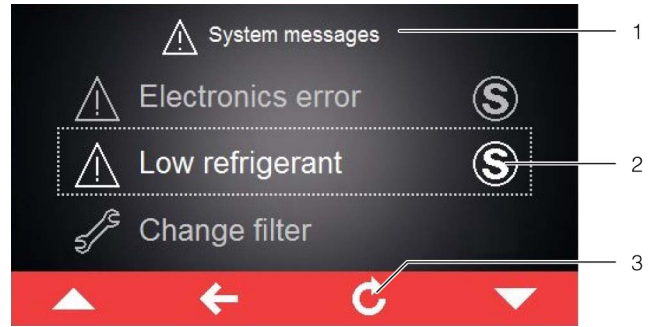 System messages 1
Electronics error S
Low refrigerant S 2
Change filter
3